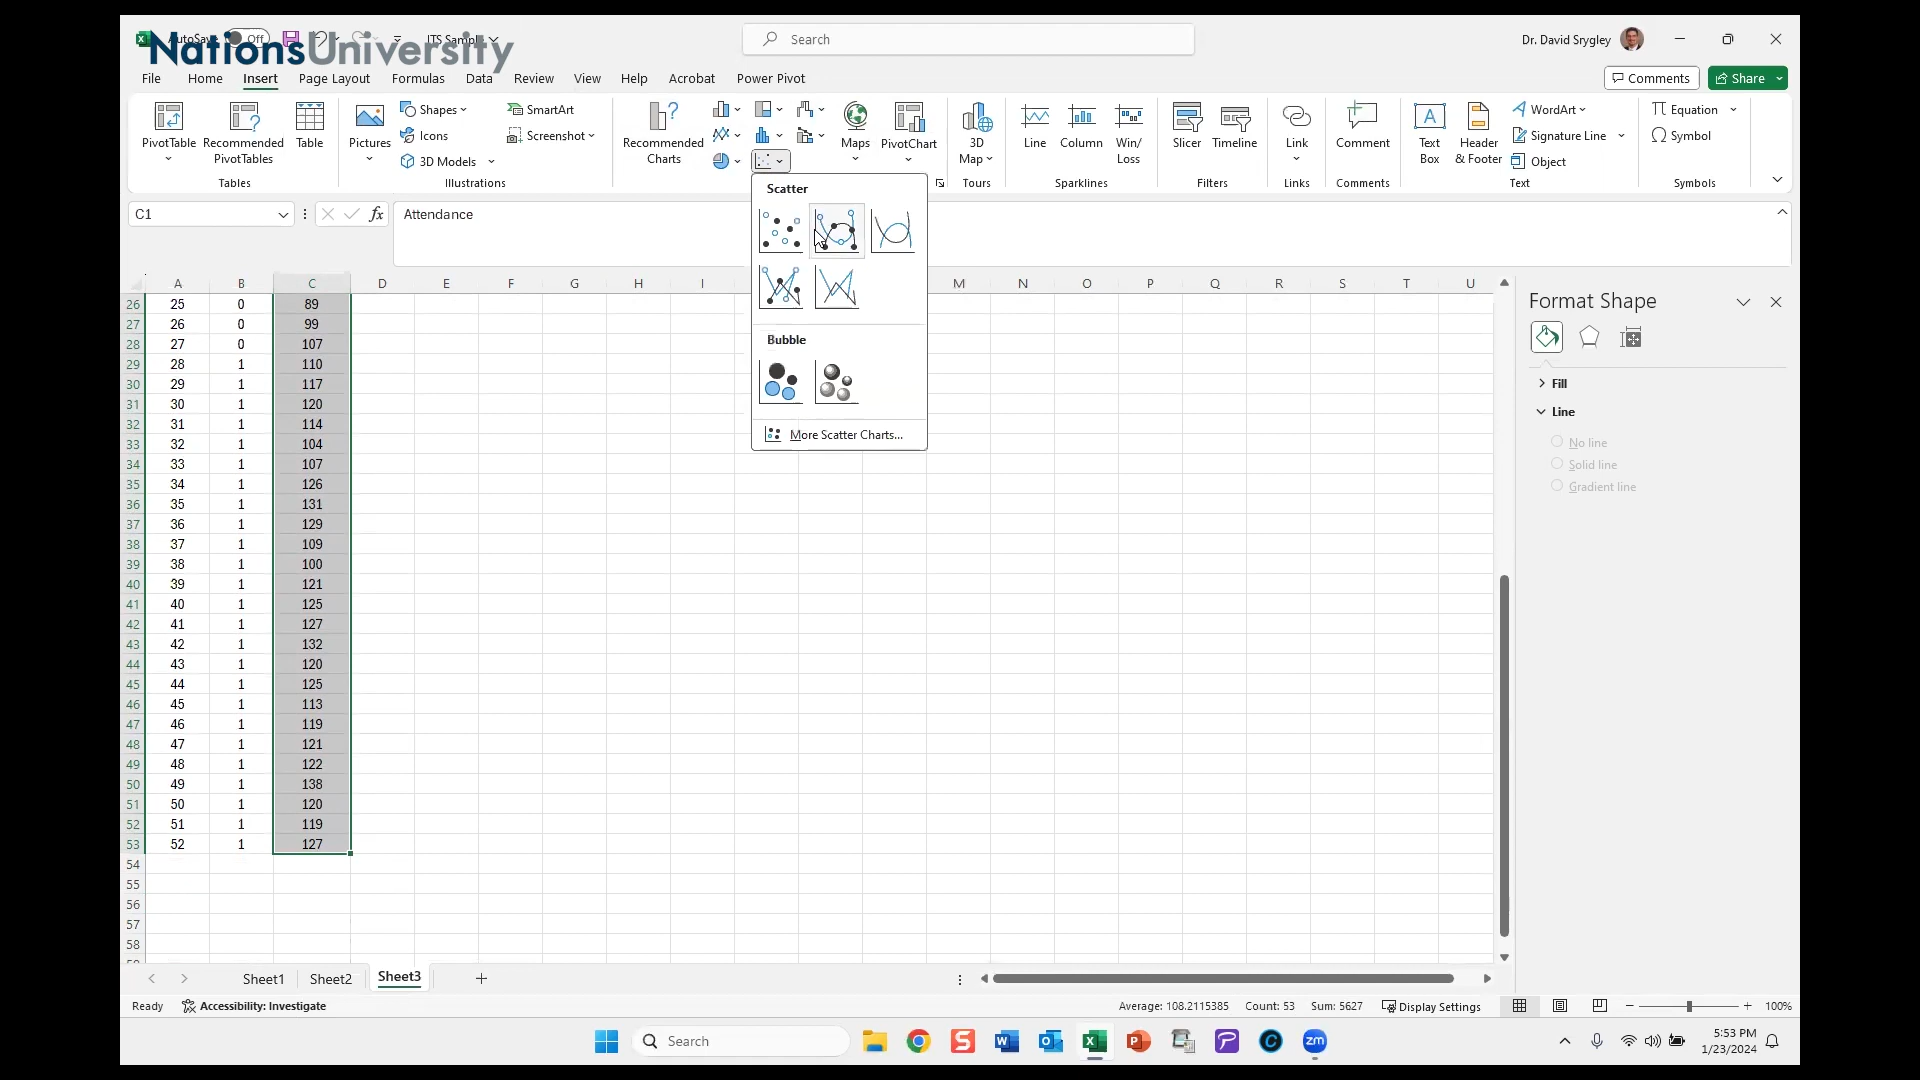 NationsUniversity
AutoSave Off ITS Sample Search Dr. David Srygley
File Home Insert Page Layout Formulas Data Review View Help Acrobat Power Pivot Comments Share
PivotTable Recommended PivotTables Table Pictures Shapes Icons 3D Models SmartArt Screenshot Recommended Charts Maps PivotChart 3D Map Line Column Win/Loss Slicer Timeline Link Comment Text Box Header & Footer WordArt Signature Line Object Equation Symbol
Tables Illustrations Tours Sparklines Filters Links Comments Text Symbols
C1 fx Attendance
Scatter
Bubble
More Scatter Charts...
A B C D E F G H I M N O P Q R S T U
26 25 0 89
27 26 0 99
28 27 0 107
29 28 1 110
30 29 1 117
31 30 1 120
32 31 1 114
33 32 1 104
34 33 1 107
35 34 1 126
36 35 1 131
37 36 1 129
38 37 1 109
39 38 1 100
40 39 1 121
41 40 1 125
42 41 1 127
43 42 1 132
44 43 1 120
45 44 1 125
46 45 1 113
47 46 1 119
48 47 1 121
49 48 1 122
50 49 1 138
51 50 1 120
52 51 1 119
53 52 1 127
54
55
56
57
58
Format Shape
Fill
Line
No line
Solid line
Gradient line
Sheet1 Sheet2 Sheet3
Ready Accessibility: Investigate Average: 108.2115385 Count: 53 Sum: 5627 Display Settings 100%
Search
5:53 PM
1/23/2024